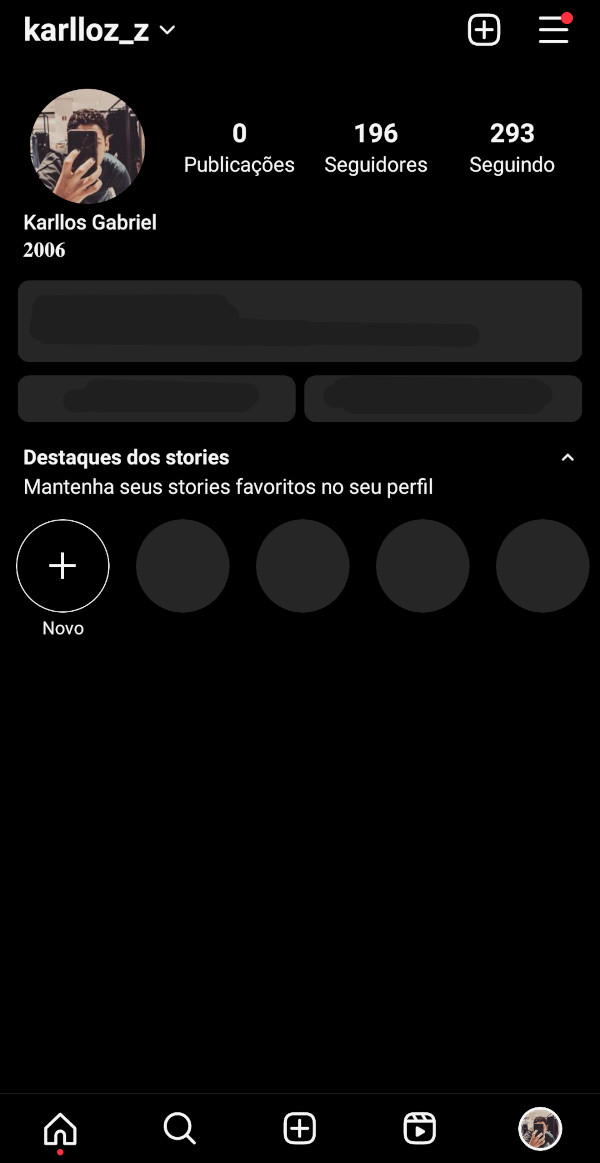 karlloz_z
0 196 293
Publicações Seguidores Seguindo
Karllos Gabriel
2006
Destaques dos stories
Mantenha seus stories favoritos no seu perfil
Novo